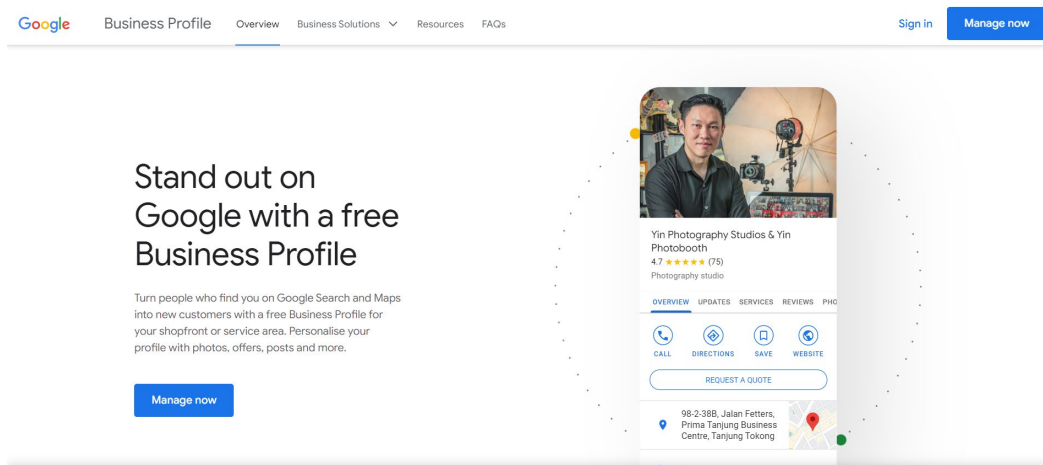 Google Business Profile Overview Business Solutions Resources FAQs Sign in Manage now
Stand out on
Google with a free
Business Profile
Turn people who find you on Google Search and Maps
into new customers with a free Business Profile for
your shopfront or service area. Personalise your
profile with photos, offers, posts and more.
Manage now
Yin Photography Studios & Yin
Photobooth
4.7 ★★★★★ (75)
Photography studio
OVERVIEW UPDATES SERVICES REVIEWS PHO
CALL DIRECTIONS SAVE WEBSITE
REQUEST A QUOTE
98-2-38B, Jalan Fetters,
Prima Tanjung Business
Centre, Tanjung Tokong